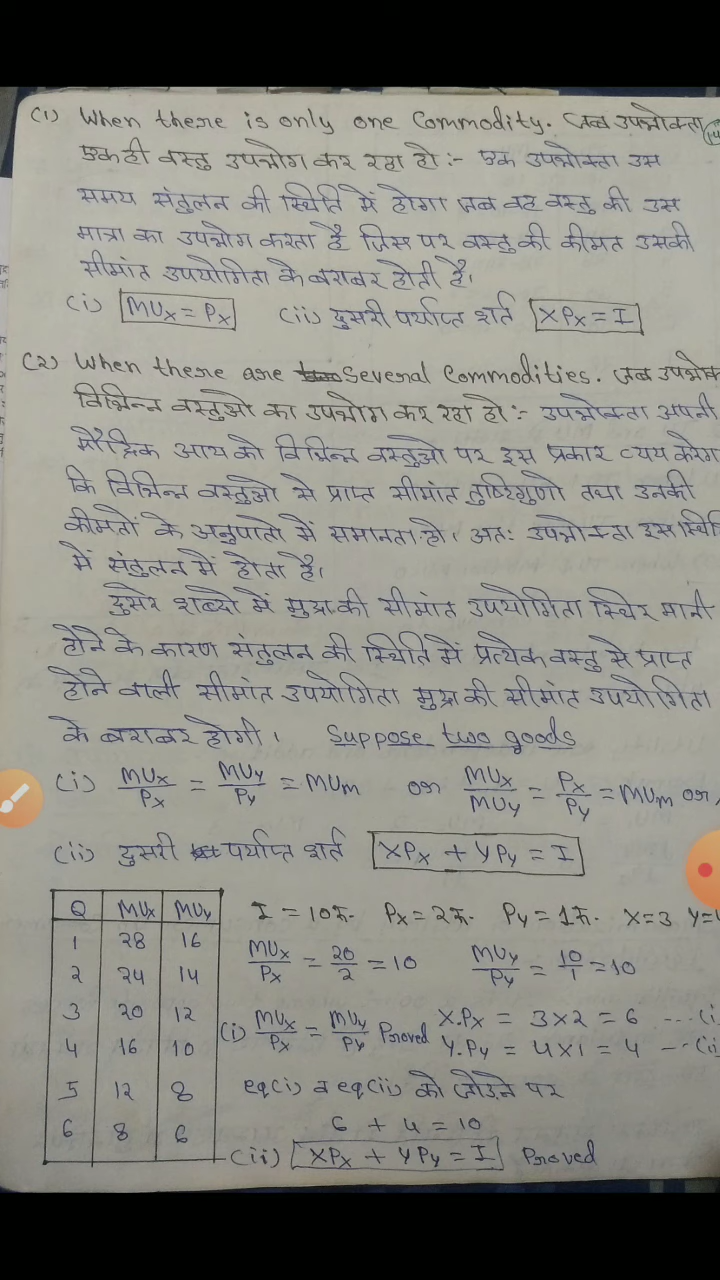 (1) When there is only one Commodity. जब उपभोक्ता
एक ही वस्तु उपभोग कर रहा हो :- एक उपभोक्ता उस
समय संतुलन की स्थिति में होगा जब वह वस्तु की उस
मात्रा का उपभोग करता है जिस पर वस्तु की कीमत उसकी
सीमांत उपयोगिता के बराबर होती है।
(i) MUx = Px (ii) दुसरी पर्याप्त शर्त XPx = I
(2) When there are Several Commodities. जब उपभोक
विभिन्न वस्तुओ का उपभोग कर रहा हो :- उपभोक्ता अपनी
मौद्रिक आय को विभिन्न वस्तुओ पर इस प्रकार व्यय करेग
कि विभिन्न वस्तुओ से प्राप्त सीमांत तुष्टिगुणो तथा उनकी
कीमतों के अनुपातो में समानता हो। अतः उपभोक्ता इस स्थिति
में संतुलन में होता है।
दुसरे शब्दो में मुद्रा की सीमांत उपयोगिता स्थिर मानी
होने के कारण संतुलन की स्थिति में प्रत्येक वस्तु से प्राप्त
होने वाली सीमांत उपयोगिता मुद्रा की सीमांत उपयोगिता
के बराबर होगी। Suppose two goods
(i) MUx/Px = MUy/Py = MUm or MUx/MUy = Px/Py = MUm or
(ii) दुसरी पर्याप्त शर्त XPx + YPy = I
Q MUx MUy
1 28 16
2 24 14
3 20 12
4 16 10
5 12 8
6 8 6
I = 10रू. Px = 2रू. Py = 1रू. X=3 Y=4
MUx/Px = 20/2 = 10 MUy/Py = 10/1 = 10
(i) MUx/Px = MUy/Py Proved
X.Px = 3×2 = 6 ---(i
Y.Py = 4×1 = 4 --(ii
eq(i) व eq(ii) को जोडने पर
6 + 4 = 10
(ii) XPx + YPy = I Proved